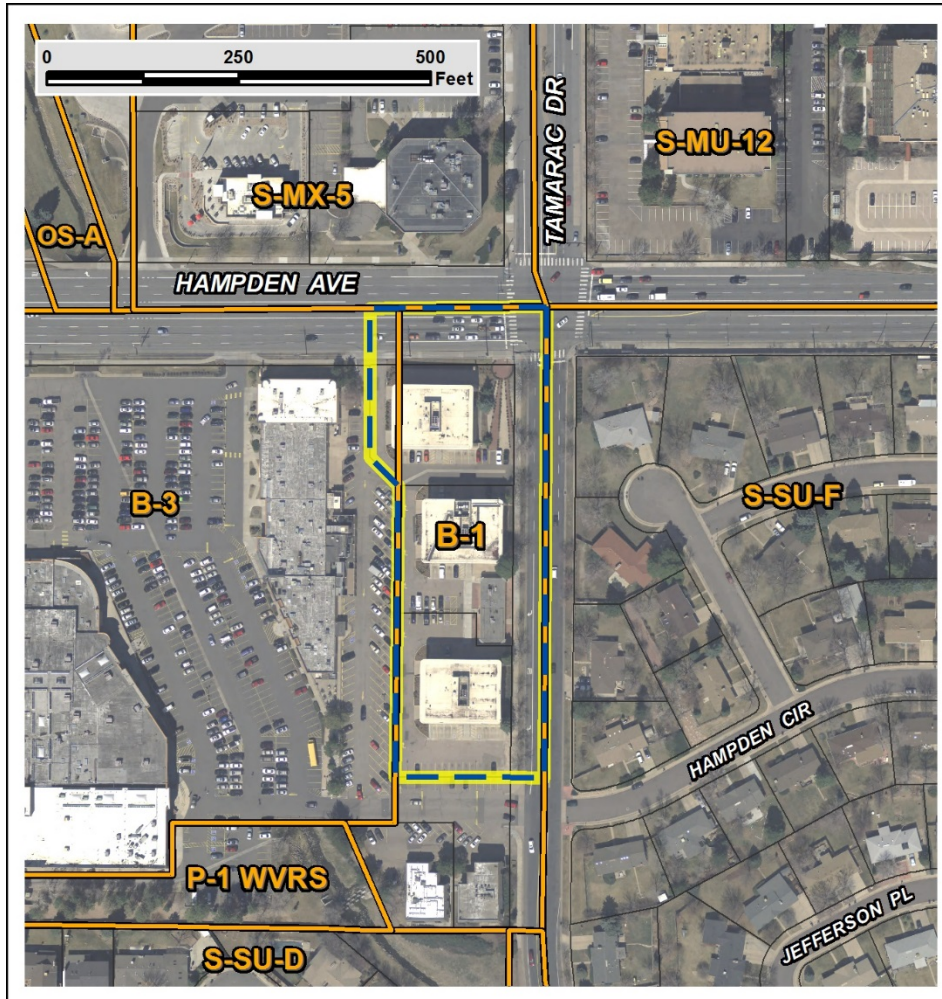 0 250 500
Feet
TAMARAC DR
S-MU-12
S-MX-5
OS-A
HAMPDEN AVE
B-3
B-1
S-SU-F
HAMPDEN CIR
P-1 WVRS
JEFFERSON PL
S-SU-D